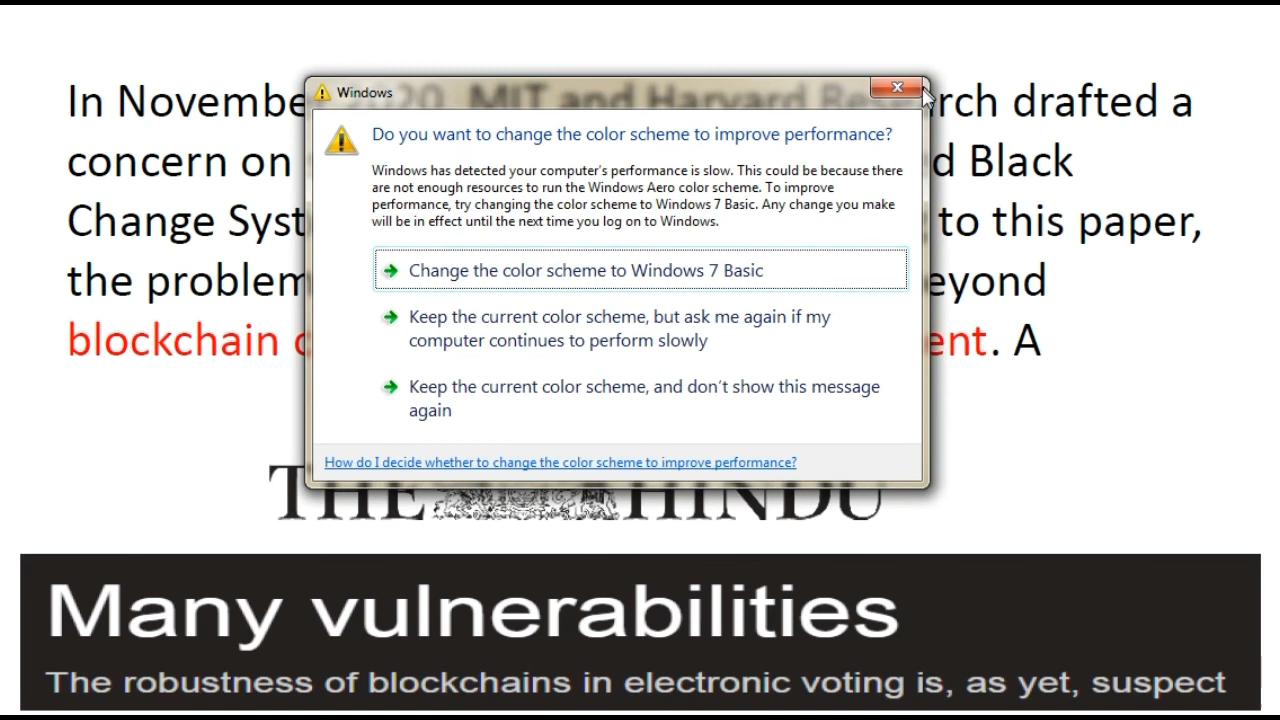 In November 2020, MIT and Harvard Research drafted a
concern on d Black
Change Syst to this paper,
the problem eyond
blockchain ent. A
Windows
Do you want to change the color scheme to improve performance?
Windows has detected your computer's performance is slow. This could be because there
are not enough resources to run the Windows Aero color scheme. To improve
performance, try changing the color scheme to Windows 7 Basic. Any change you make
will be in effect until the next time you log on to Windows.
Change the color scheme to Windows 7 Basic
Keep the current color scheme, but ask me again if my
computer continues to perform slowly
Keep the current color scheme, and don't show this message
again
How do I decide whether to change the color scheme to improve performance?
THE HINDU
Many vulnerabilities
The robustness of blockchains in electronic voting is, as yet, suspect